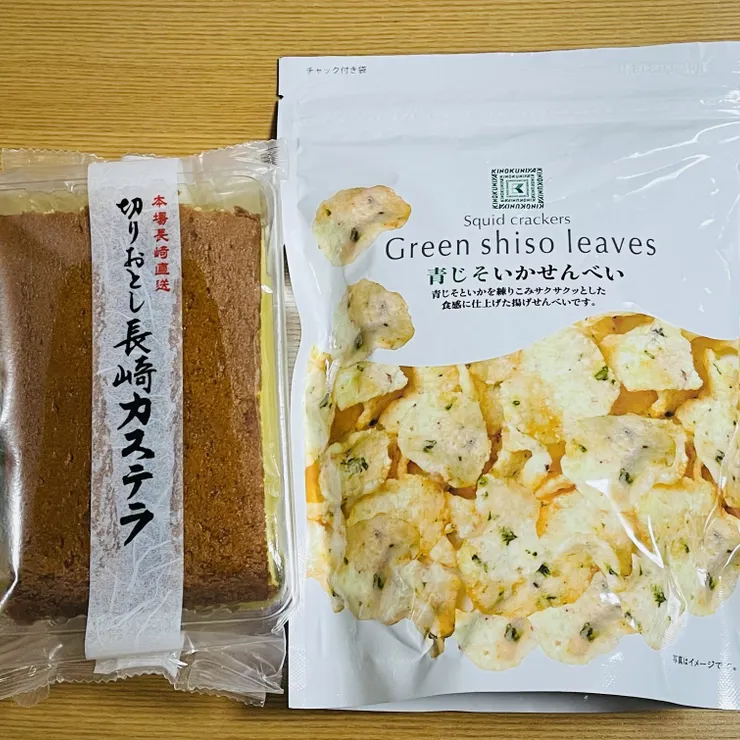 本場長崎直送
切りおとし長崎カステラ
チャック付き袋
KINOKUNIYA
Squid crackers
Green shiso leaves
青じそいかせんべい
青じそといかを練りこみサクサクッとした
食感に仕上げた揚げせんべいです。
写真はイメージです。